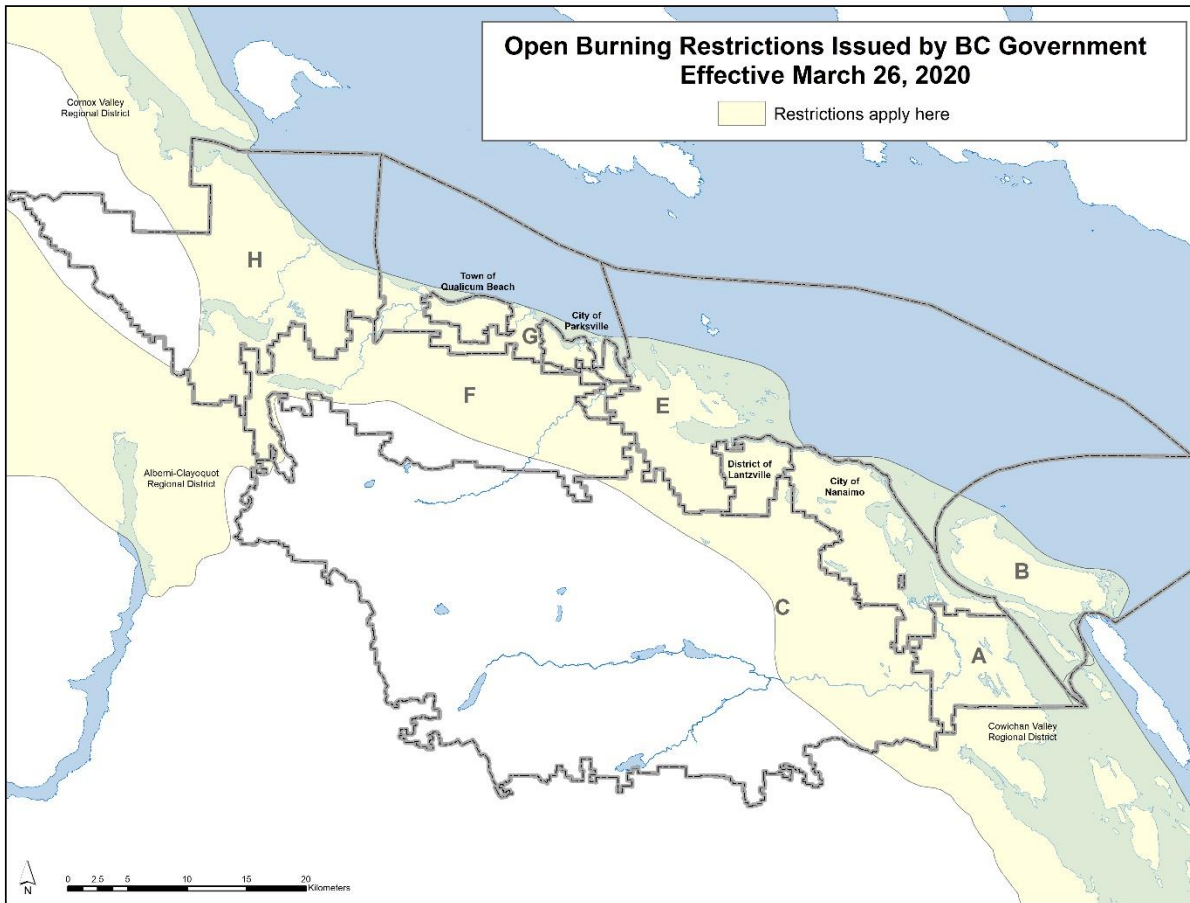 Open Burning Restrictions Issued by BC Government
Effective March 26, 2020
Restrictions apply here
Comox Valley
Regional District
H
Town of
Qualicum Beach
City of
Parksville
G
F
E
Alberni-Clayoquot
Regional District
District of
Lantzville
City of
Nanaimo
B
C
A
Cowichan Valley
Regional District
N
0 2.5 5 10 15 20
Kilometers